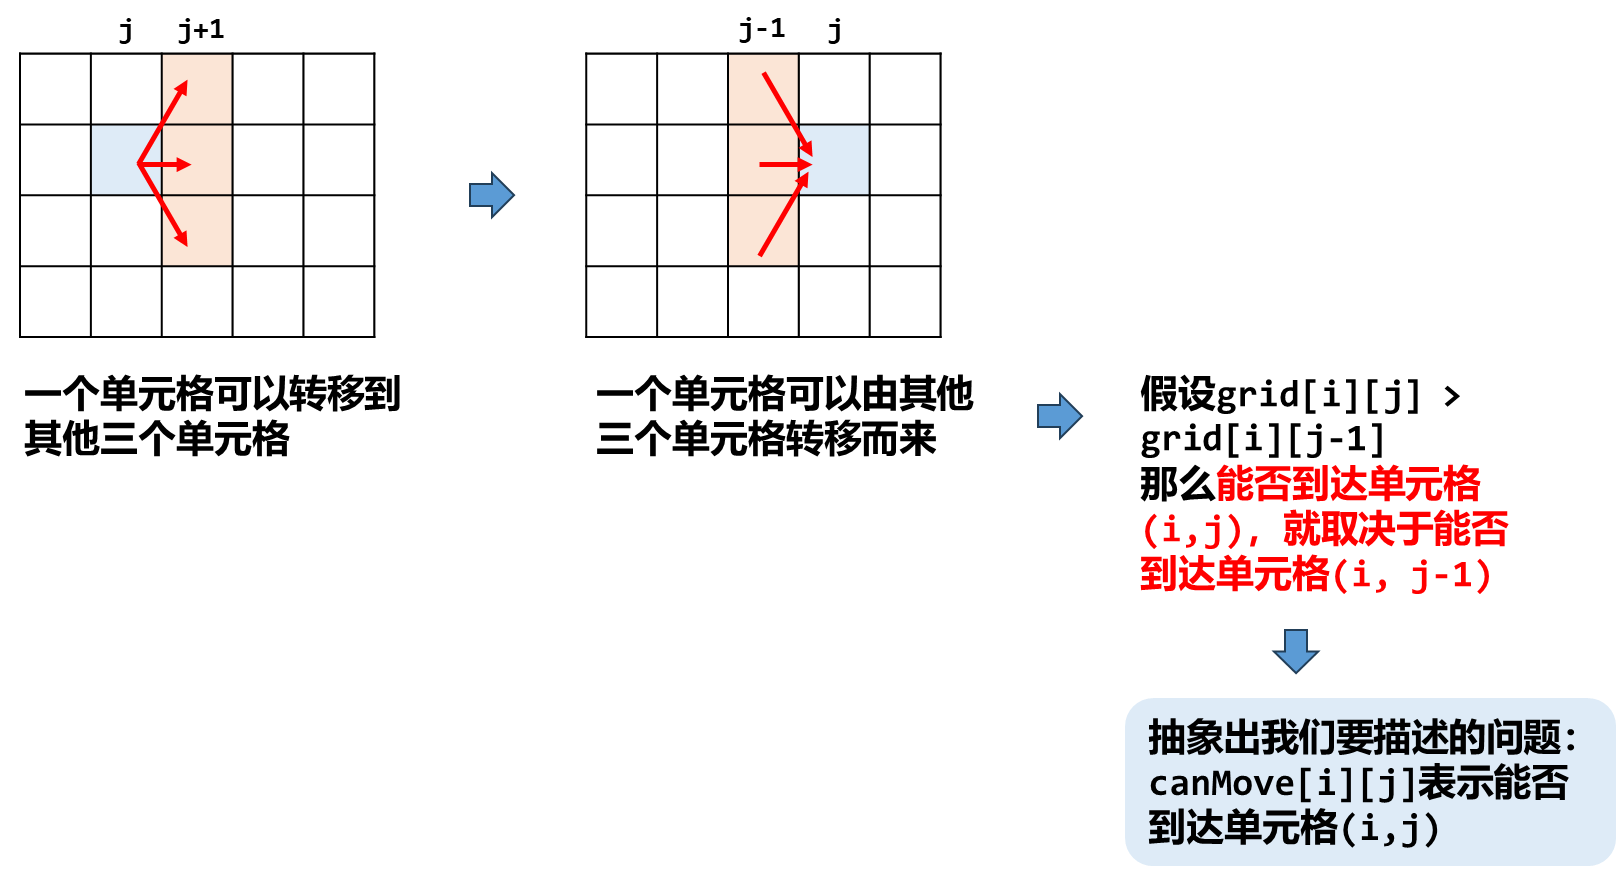 j j+1
j-1 j
一个单元格可以转移到
其他三个单元格
一个单元格可以由其他
三个单元格转移而来
假设grid[i][j] >
grid[i][j-1]
那么能否到达单元格
(i,j), 就取决于能否
到达单元格(i, j-1)
抽象出我们要描述的问题：
canMove[i][j]表示能否
到达单元格(i,j)